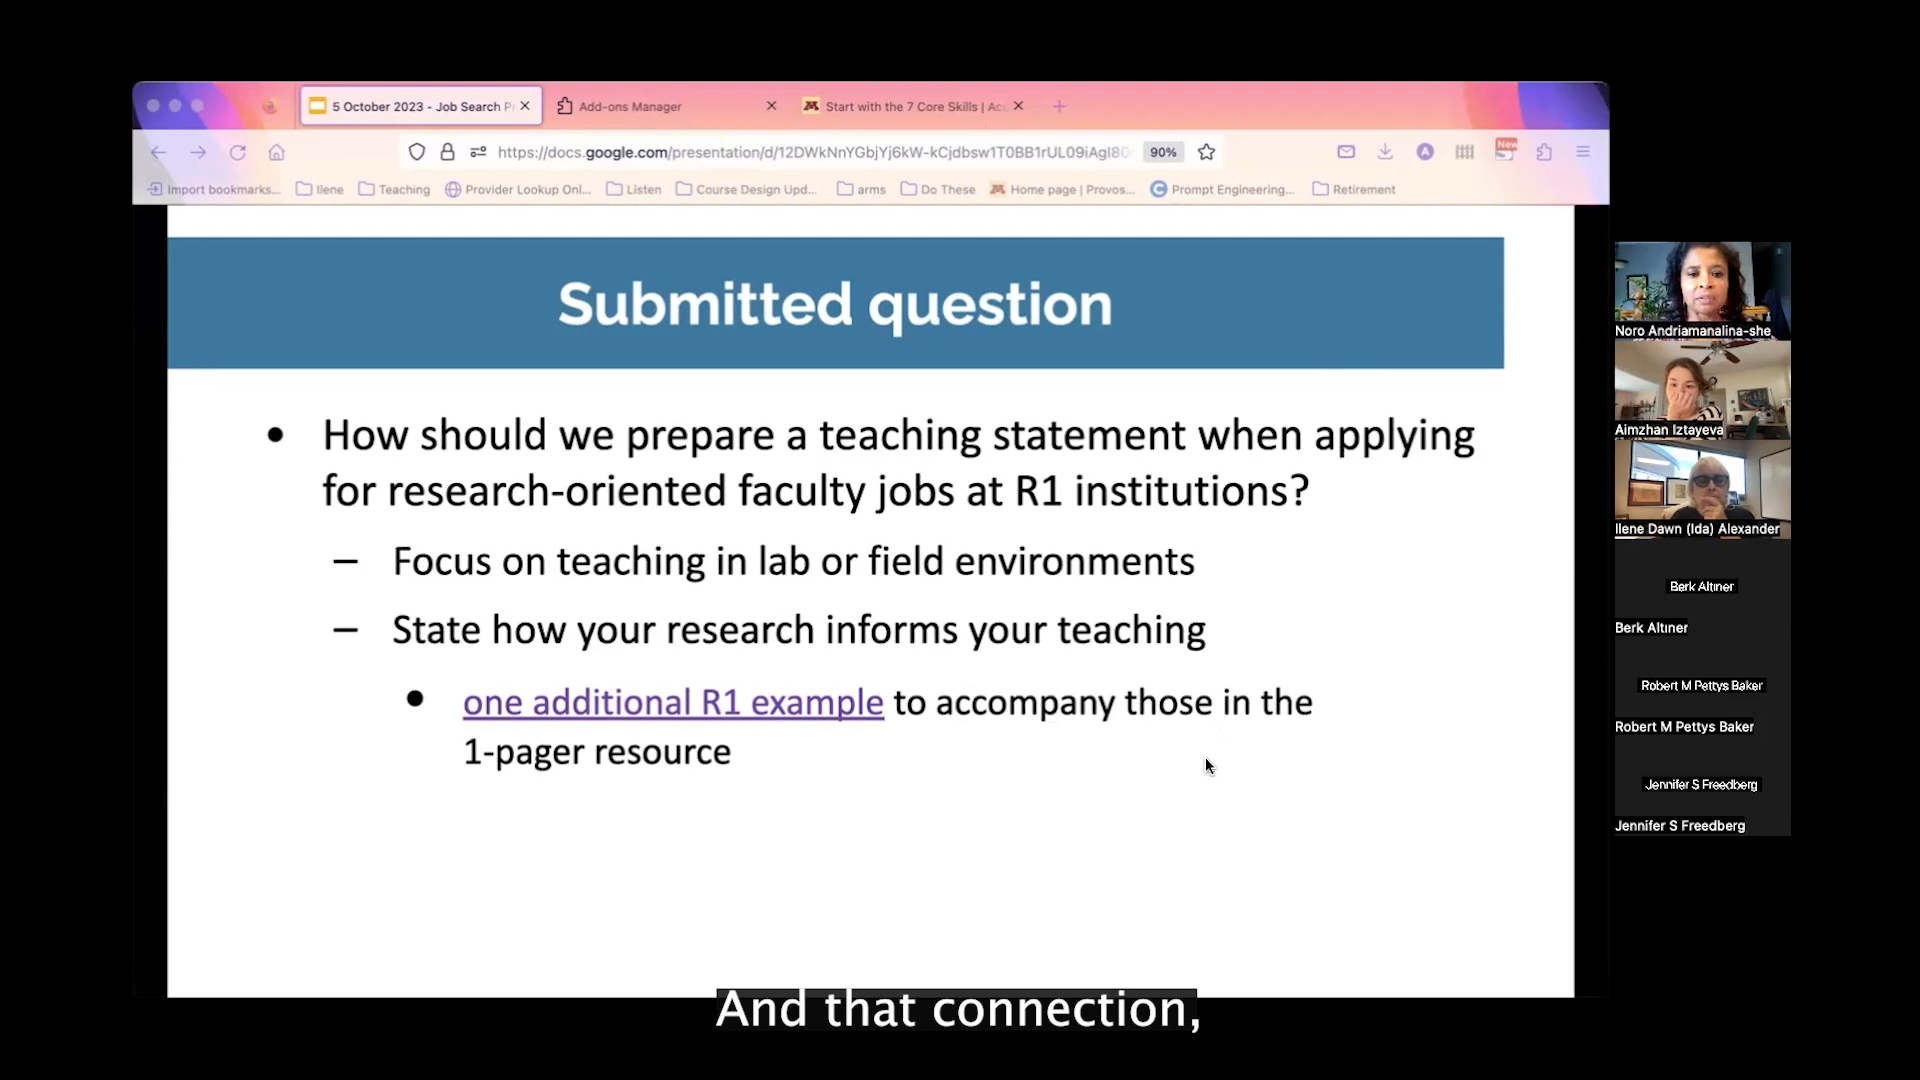 5 October 2023 - Job Search P
Add-ons Manager
Start with the 7 Core Skills | Acc
https://docs.google.com/presentation/d/12DWkNnYGbjYj6kW-kCjdbsw1T0BB1rUL09iAgI80
90%
New
Import bookmarks...
Ilene
Teaching
Provider Lookup Onl...
Listen
Course Design Upd...
arms
Do These
Home page | Provos...
Prompt Engineering...
Retirement
Submitted question
• How should we prepare a teaching statement when applying
for research-oriented faculty jobs at R1 institutions?
– Focus on teaching in lab or field environments
– State how your research informs your teaching
• one additional R1 example to accompany those in the
1-pager resource
Noro Andriamanalina-she
Aimzhan Iztayeva
Ilene Dawn (Ida) Alexander
Berk Altıner
Berk Altıner
Robert M Pettys Baker
Robert M Pettys Baker
Jennifer S Freedberg
Jennifer S Freedberg
And that connection,